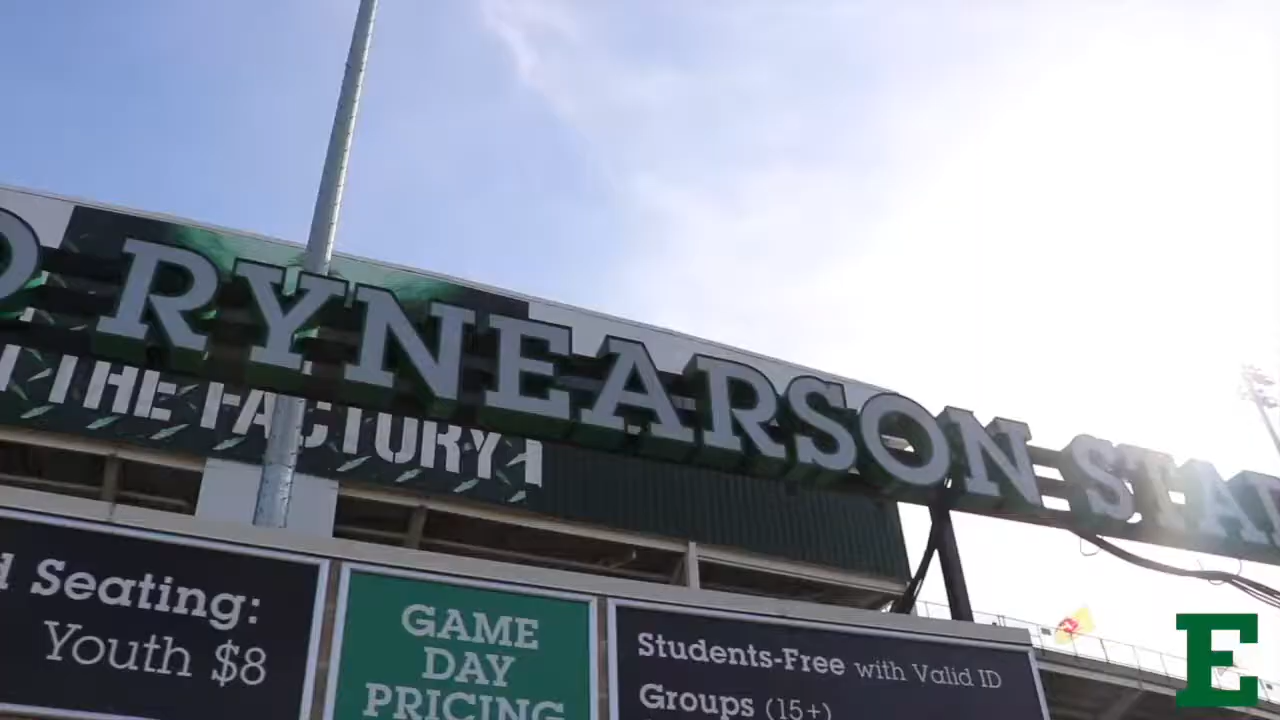 RYNEARSON
THE FACTORY
Seating:
Youth $8
GAME
DAY
PRICING
Students-Free with Valid ID
Groups (15+)
E